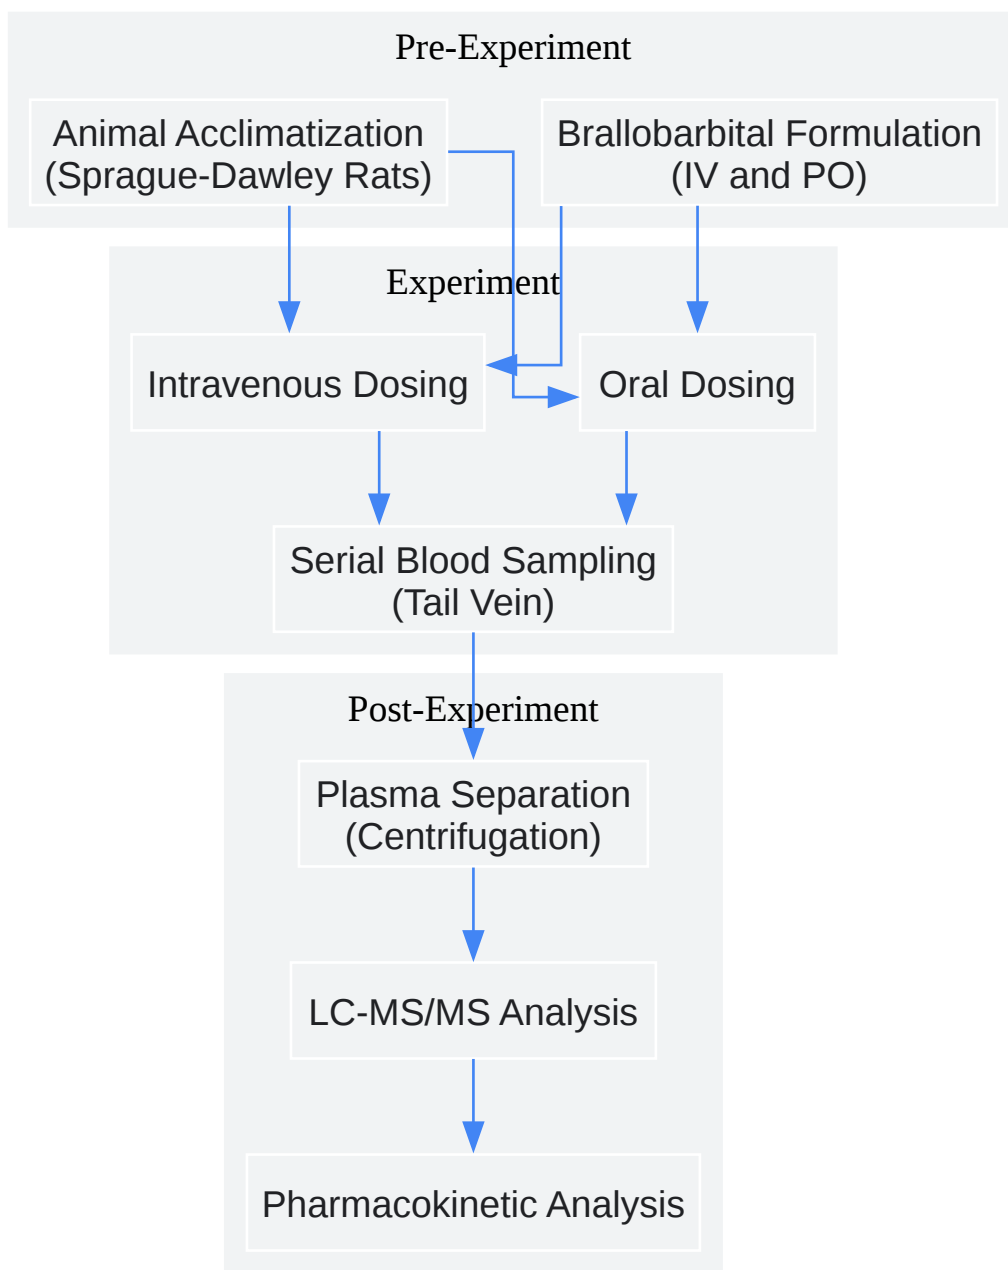 Pre-Experiment
Animal Acclimatization
(Sprague-Dawley Rats)
Brallobarbital Formulation
(IV and PO)
Experiment
Intravenous Dosing
Oral Dosing
Serial Blood Sampling
(Tail Vein)
Post-Experiment
Plasma Separation
(Centrifugation)
LC-MS/MS Analysis
Pharmacokinetic Analysis